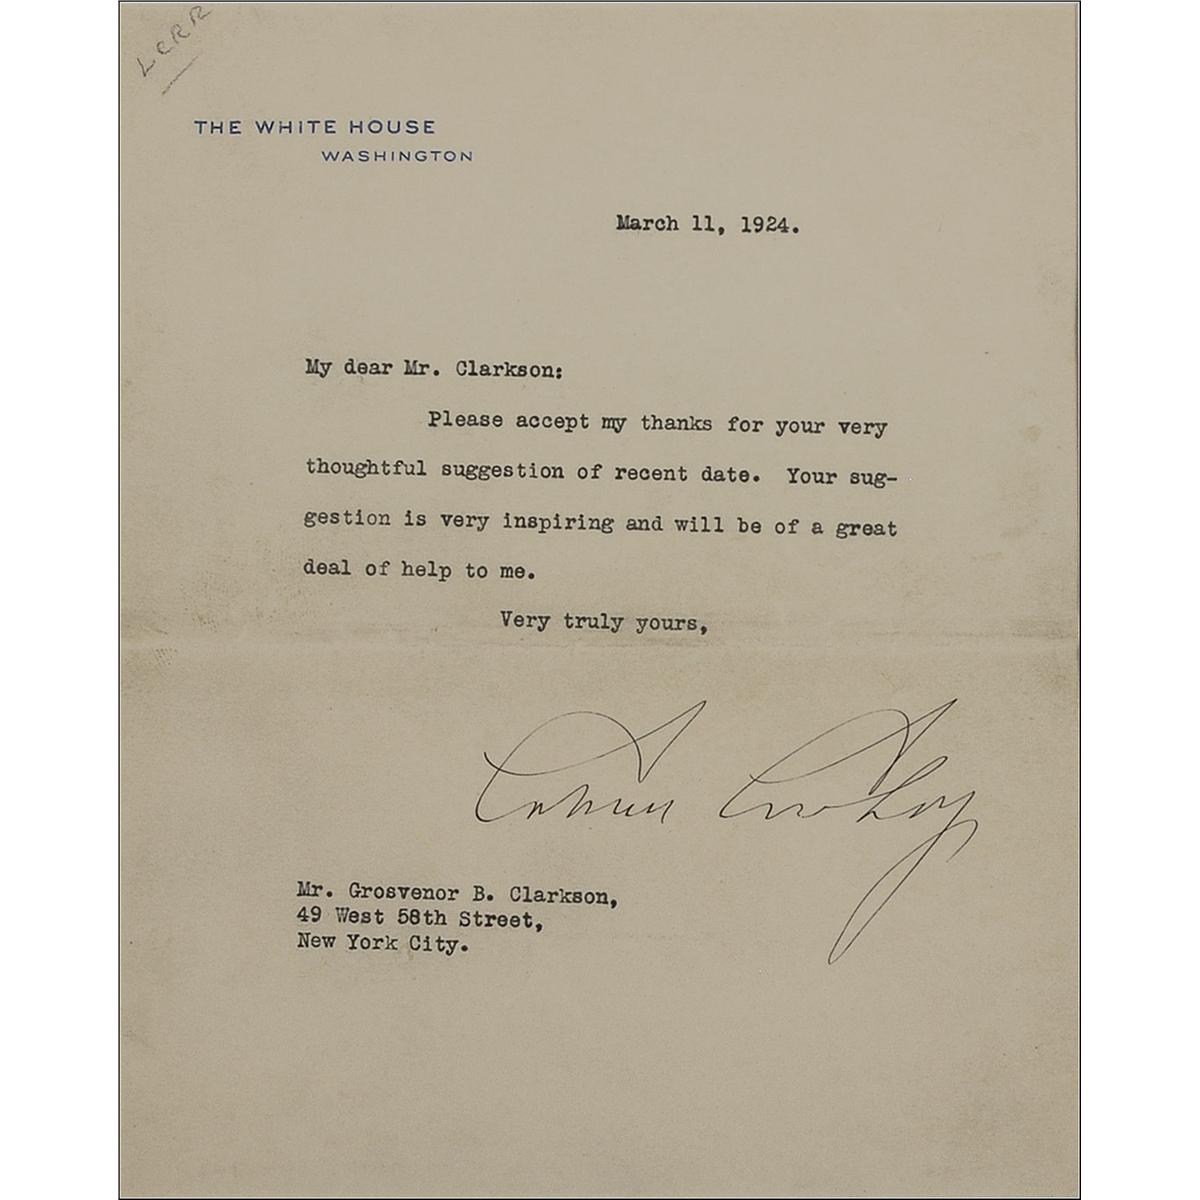 LCRR
THE WHITE HOUSE
WASHINGTON
March 11, 1924.
My dear Mr. Clarkson:
Please accept my thanks for your very
thoughtful suggestion of recent date.  Your sug-
gestion is very inspiring and will be of a great
deal of help to me.
Very truly yours,
Calvin Coolidge
Mr. Grosvenor B. Clarkson,
49 West 58th Street,
New York City.